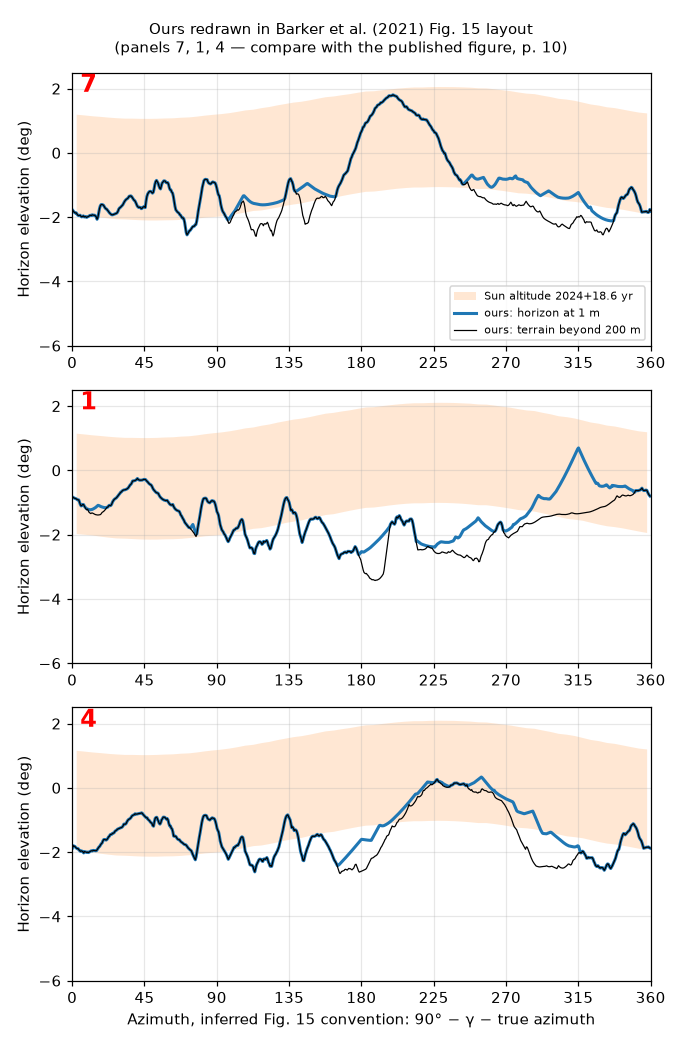 Ours redrawn in Barker et al. (2021) Fig. 15 layout
(panels 7, 1, 4 — compare with the published figure, p. 10)
7
2
0
−2
−4
−6
Horizon elevation (deg)
Sun altitude 2024+18.6 yr
ours: horizon at 1 m
ours: terrain beyond 200 m
0 45 90 135 180 225 270 315 360
1
2
0
−2
−4
−6
Horizon elevation (deg)
0 45 90 135 180 225 270 315 360
4
2
0
−2
−4
−6
Horizon elevation (deg)
0 45 90 135 180 225 270 315 360
Azimuth, inferred Fig. 15 convention: 90° − γ − true azimuth